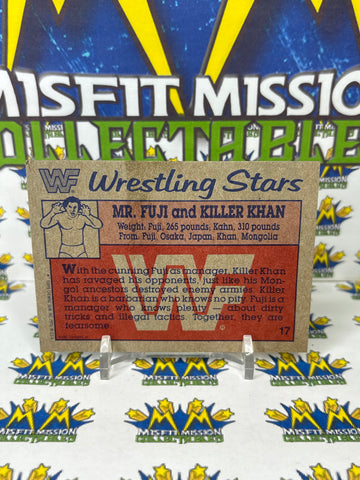 MISFIT MISSION
COLLECTABLES
WF Wrestling Stars
MR. FUJI and KILLER KHAN
Weight: Fuji, 265 pounds, Kahn, 310 pounds
From: Fuji, Osaka, Japan, Khan, Mongolia
With the cunning Fuji as manager, Killer Khan
has ravaged his opponents, just like his Mon-
gol ancestors destroyed enemy armies. Killer
Khan is a barbarian who knows no pity. Fuji is a
manager who knows plenty — about dirty
tricks and illegal tactics. Together, they are
fearsome.
17
MISFIT MISSION
COLLECTABLES